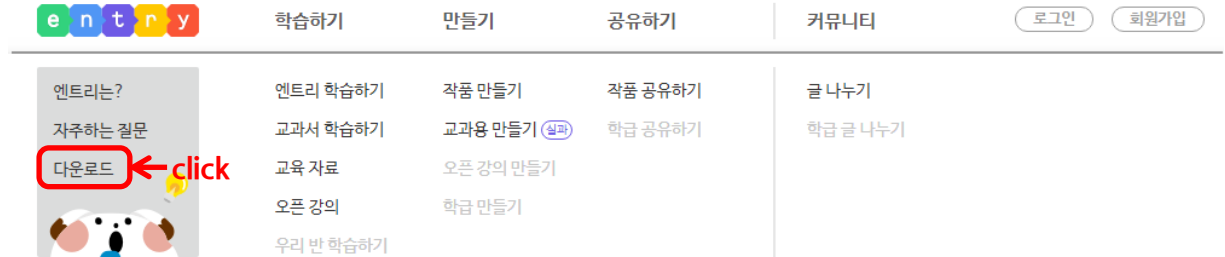 entry 학습하기 만들기 공유하기 커뮤니티 로그인 회원가입
엔트리는? 엔트리 학습하기 작품 만들기 작품 공유하기 글 나누기
자주하는 질문 교과서 학습하기 교과용 만들기 실과 학급 공유하기 학급 글 나누기
다운로드 click 교육 자료 오픈 강의 만들기
오픈 강의 학급 만들기
우리 반 학습하기